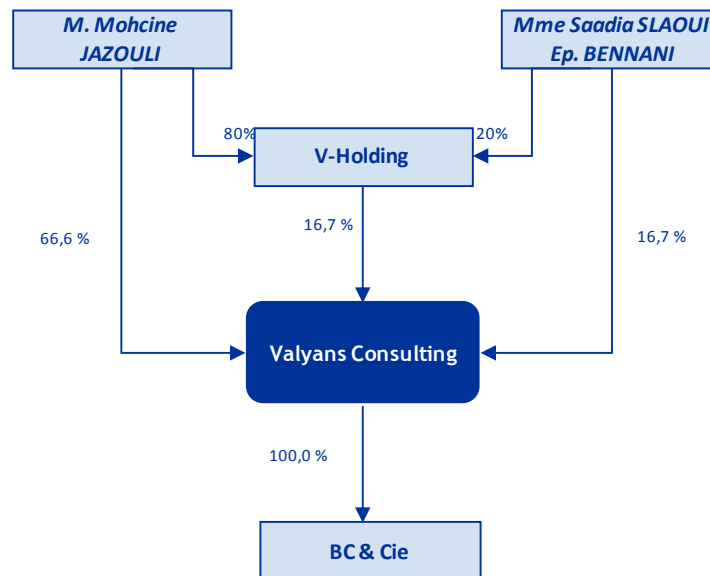 M. Mohcine
JAZOULI
Mme Saadia SLAOUI
Ep. BENNANI
80%
20%
V-Holding
66,6 %
16,7 %
16,7 %
Valyans Consulting
100,0 %
BC & Cie